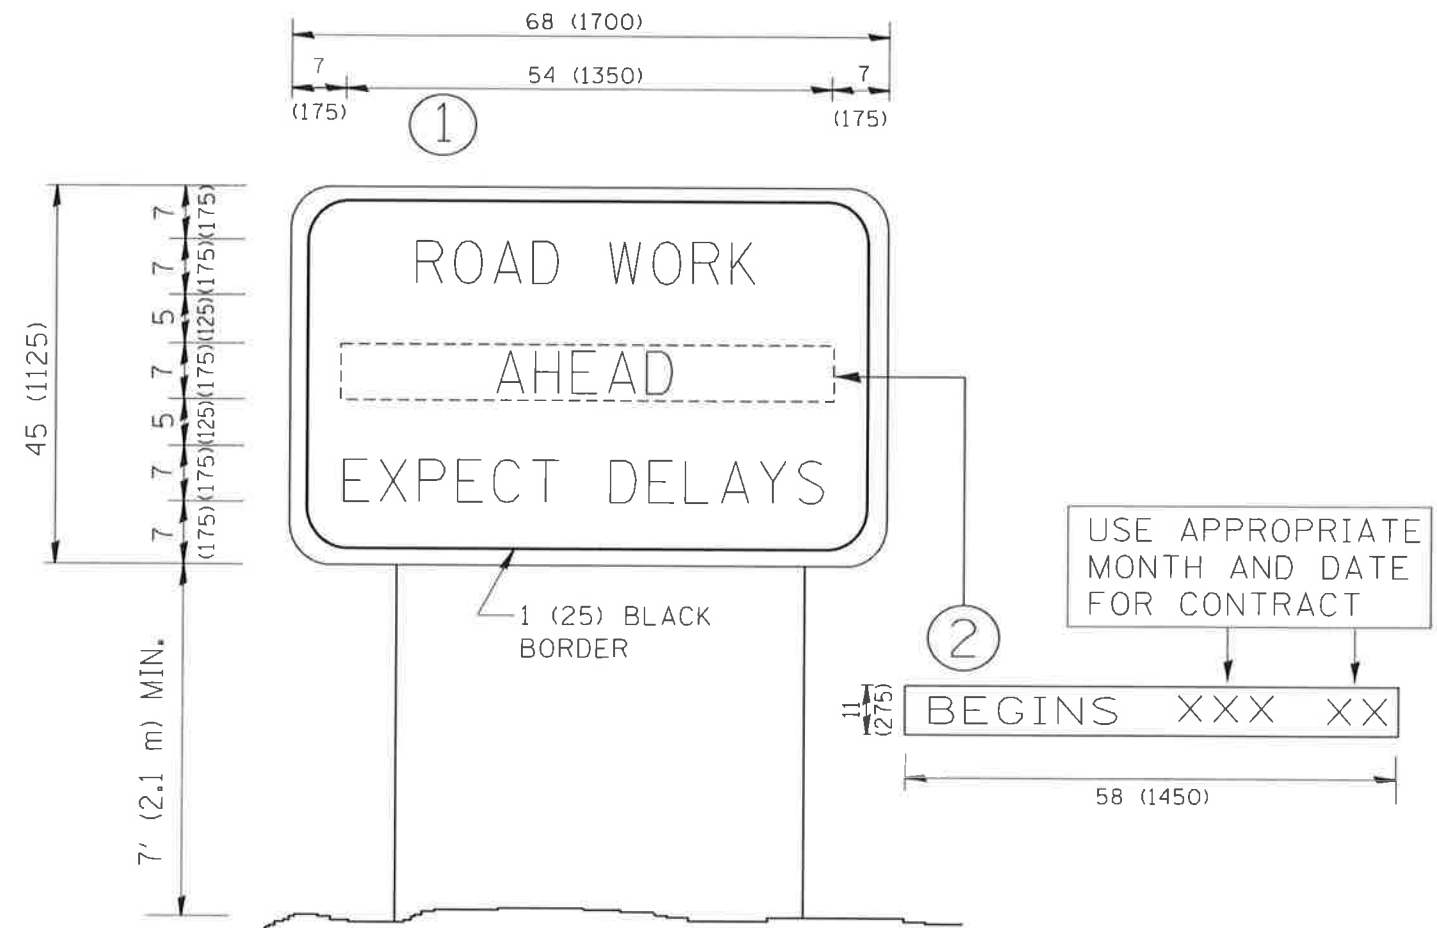 68 (1700)
7
54 (1350)
7
(175)
(175)
1
45 (1125)
7
(175)
7
(175)
5
(125)
7
(175)
5
(125)
7
(175)
7
(175)
ROAD WORK
AHEAD
EXPECT DELAYS
1 (25) BLACK
BORDER
7' (2.1 m) MIN.
USE APPROPRIATE
MONTH AND DATE
FOR CONTRACT
2
11
(275)
BEGINS XXX XX
58 (1450)